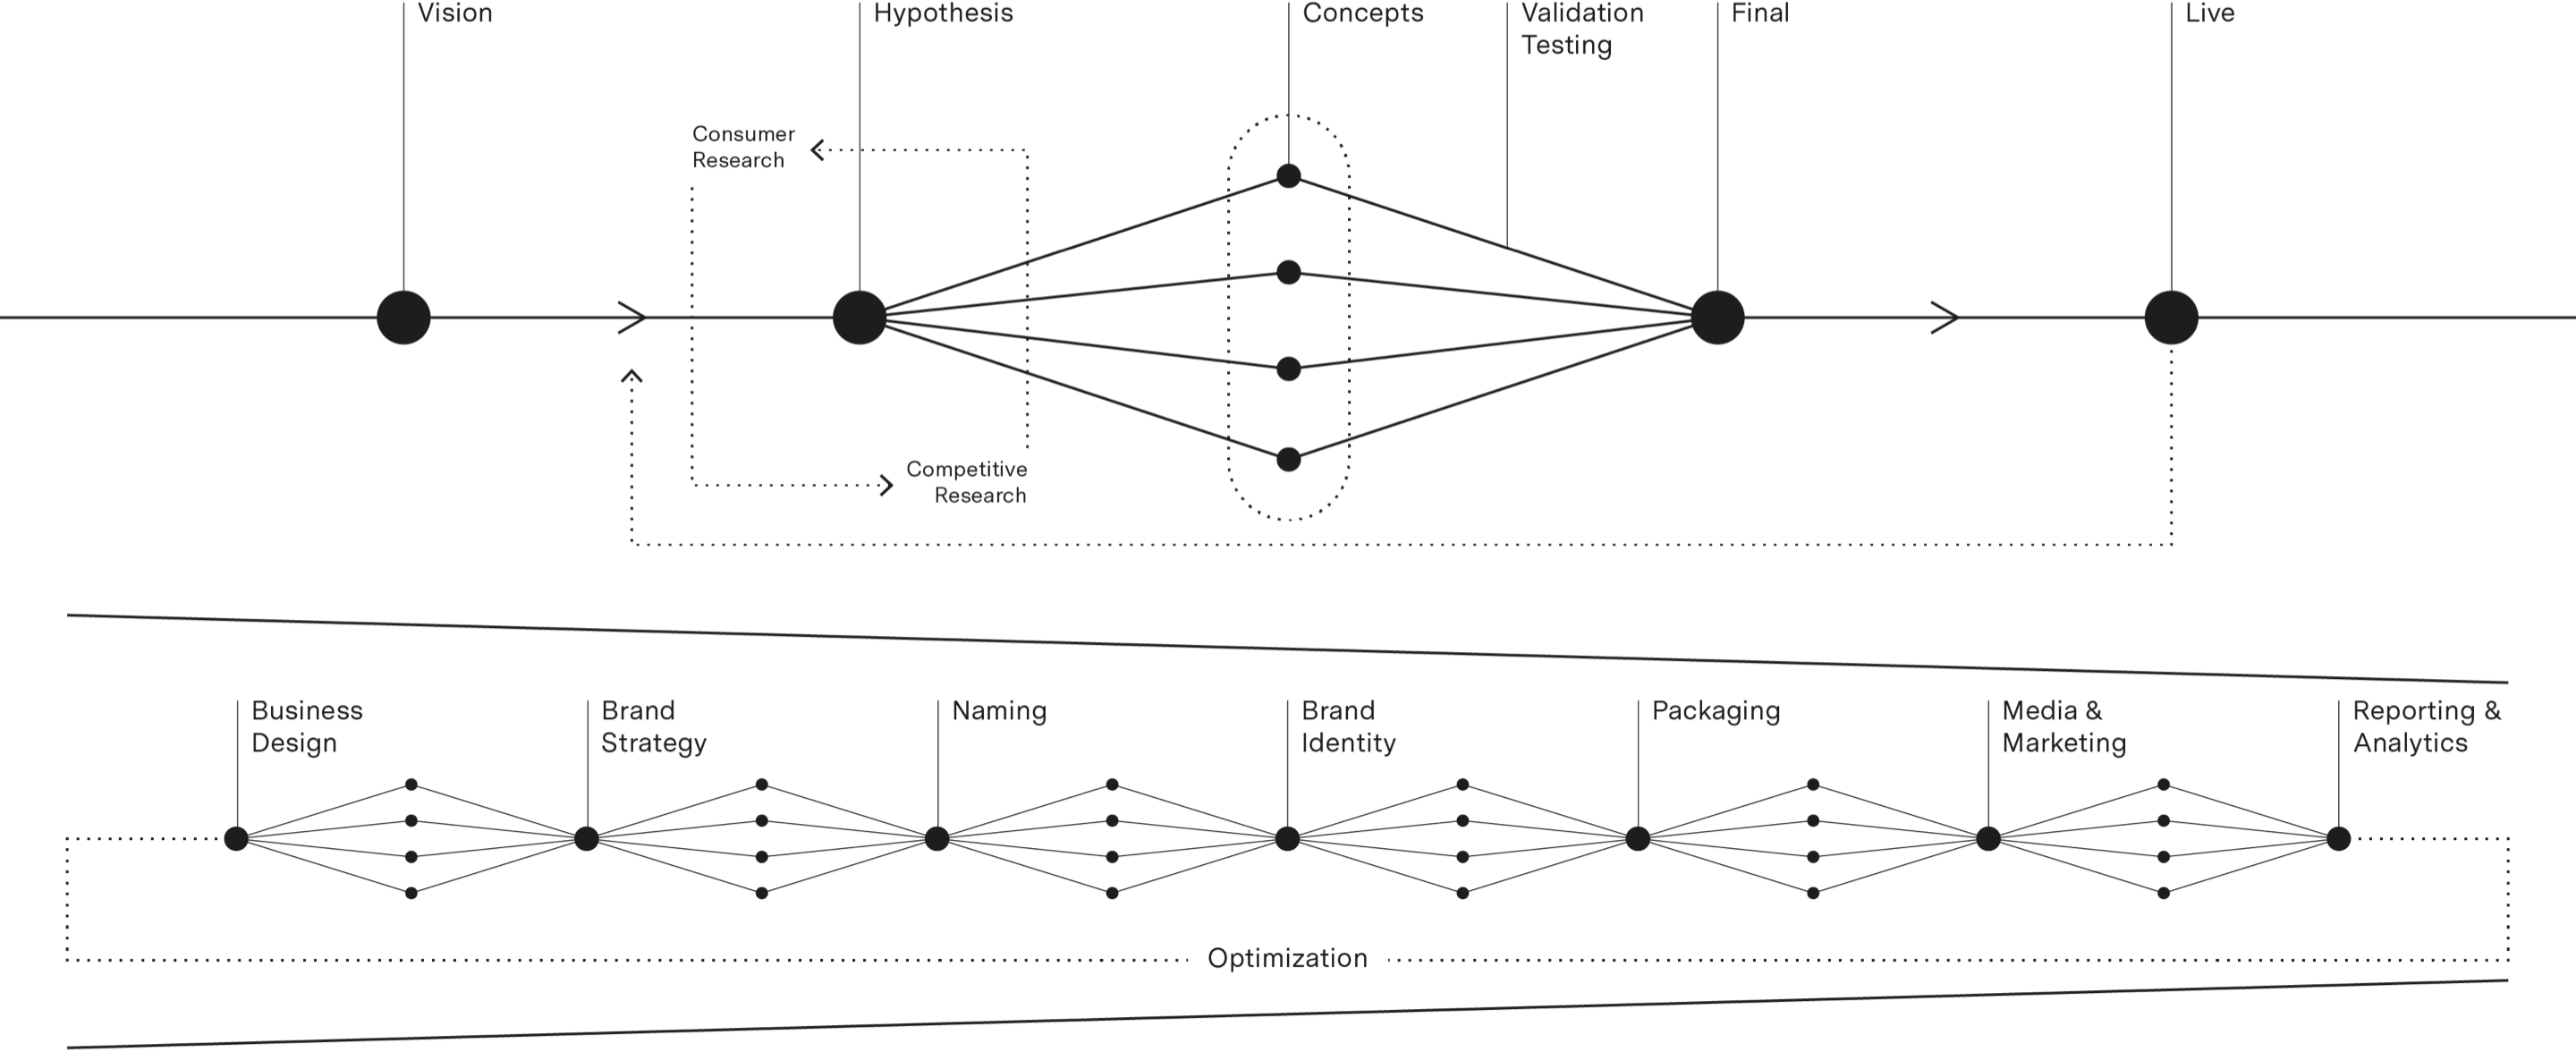 Vision
Hypothesis
Concepts
Validation
Testing
Final
Live
Consumer
Research
Competitive
Research
Business
Design
Brand
Strategy
Naming
Brand
Identity
Packaging
Media &
Marketing
Reporting &
Analytics
Optimization